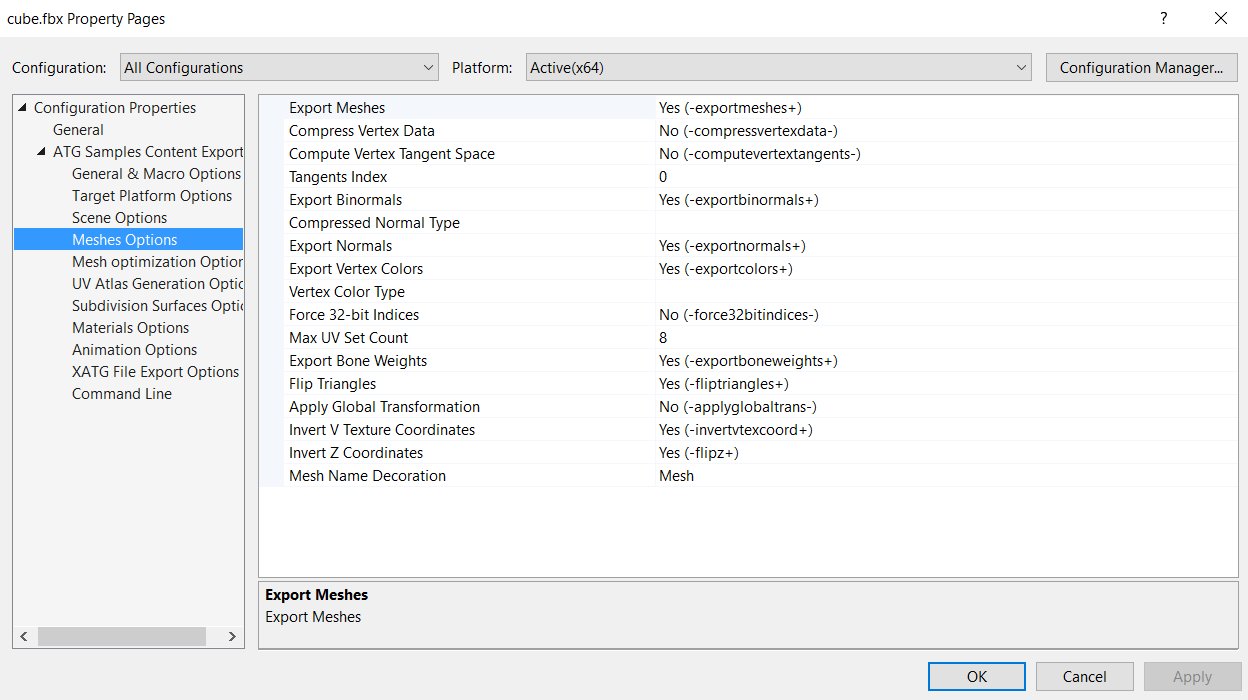 cube.fbx Property Pages
?
Configuration: All Configurations Platform: Active(x64) Configuration Manager...
Configuration Properties
General
ATG Samples Content Export
General & Macro Options
Target Platform Options
Scene Options
Meshes Options
Mesh optimization Option
UV Atlas Generation Optio
Subdivision Surfaces Optio
Materials Options
Animation Options
XATG File Export Options
Command Line
Export Meshes Yes (-exportmeshes+)
Compress Vertex Data No (-compressvertexdata-)
Compute Vertex Tangent Space No (-computevertextangents-)
Tangents Index 0
Export Binormals Yes (-exportbinormals+)
Compressed Normal Type
Export Normals Yes (-exportnormals+)
Export Vertex Colors Yes (-exportcolors+)
Vertex Color Type
Force 32-bit Indices No (-force32bitindices-)
Max UV Set Count 8
Export Bone Weights Yes (-exportboneweights+)
Flip Triangles Yes (-fliptriangles+)
Apply Global Transformation No (-applyglobaltrans-)
Invert V Texture Coordinates Yes (-invertvtexcoord+)
Invert Z Coordinates Yes (-flipz+)
Mesh Name Decoration Mesh
Export Meshes
Export Meshes
OK Cancel Apply